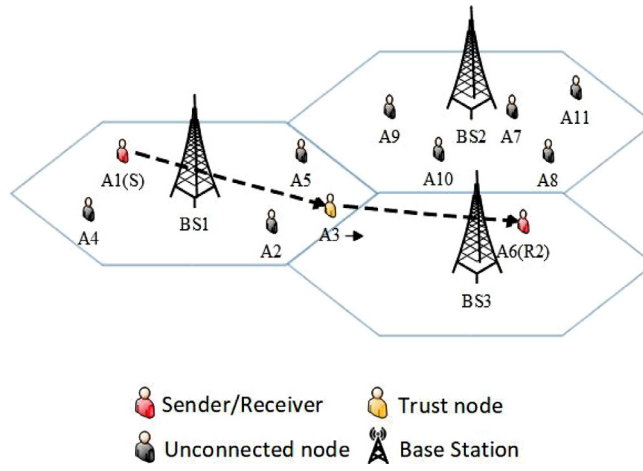 A9
BS2
A7
A11
A1(S)
A5
A10
A8
A4
BS1
A2
A3
A6(R2)
BS3
Sender/Receiver
Trust node
Unconnected node
Base Station